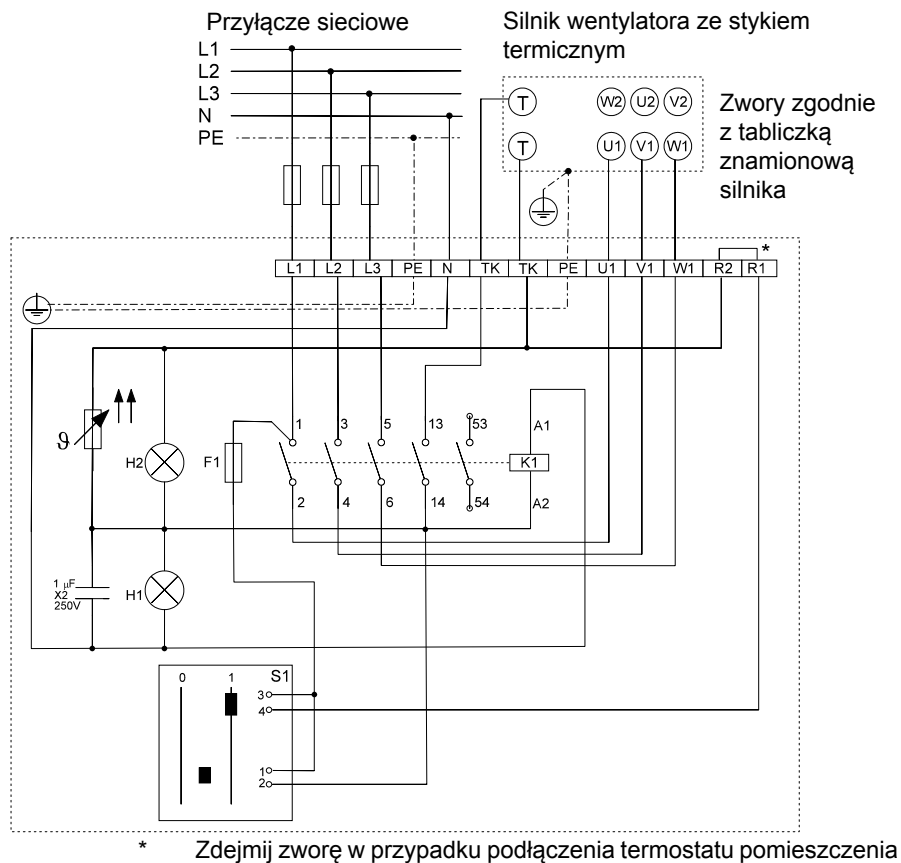 Przyłącze sieciowe
Silnik wentylatora ze stykiem
termicznym
L1
L2
L3
N
PE
T
W2 U2 V2
T
U1 V1 W1
Zwory zgodnie
z tabliczką
znamionową
silnika
*
L1 L2 L3 PE N TK TK PE U1 V1 W1 R2 R1
1 3 5 13 53 A1
ϑ
H2
F1
K1
2 4 6 14 54 A2
1 µF
X2
250V
H1
0 1 S1
3
4
1
2
* Zdejmij zworę w przypadku podłączenia termostatu pomieszczenia